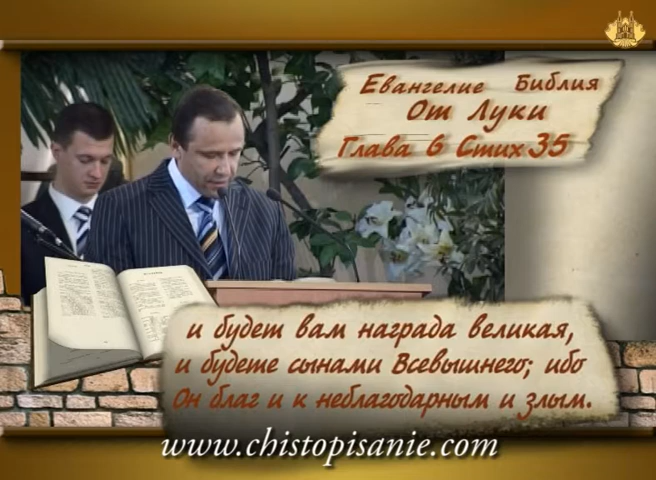 Евангелие Библия
От Луки
Глава 6 Стих 35
и будет вам награда великая,
и будете сынами Всевышнего; ибо
Он благ и к неблагодарным и злым.
www.chistopisanie.com